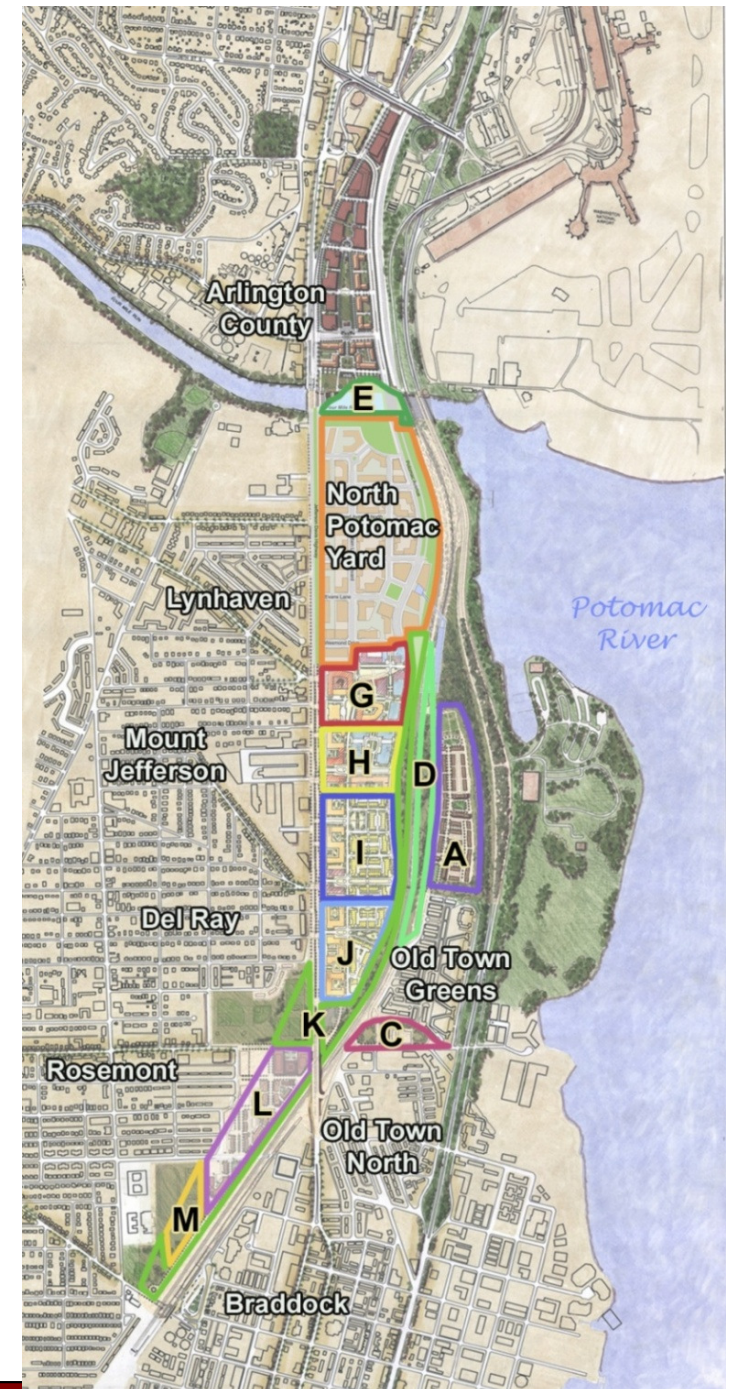 Arlington
County
E
North
Potomac
Yard
Lynhaven
Potomac
River
G
Mount
Jefferson
H
D
I
A
Del Ray
J
Old Town
Greens
K
C
Rosemont
L
Old Town
North
M
Braddock